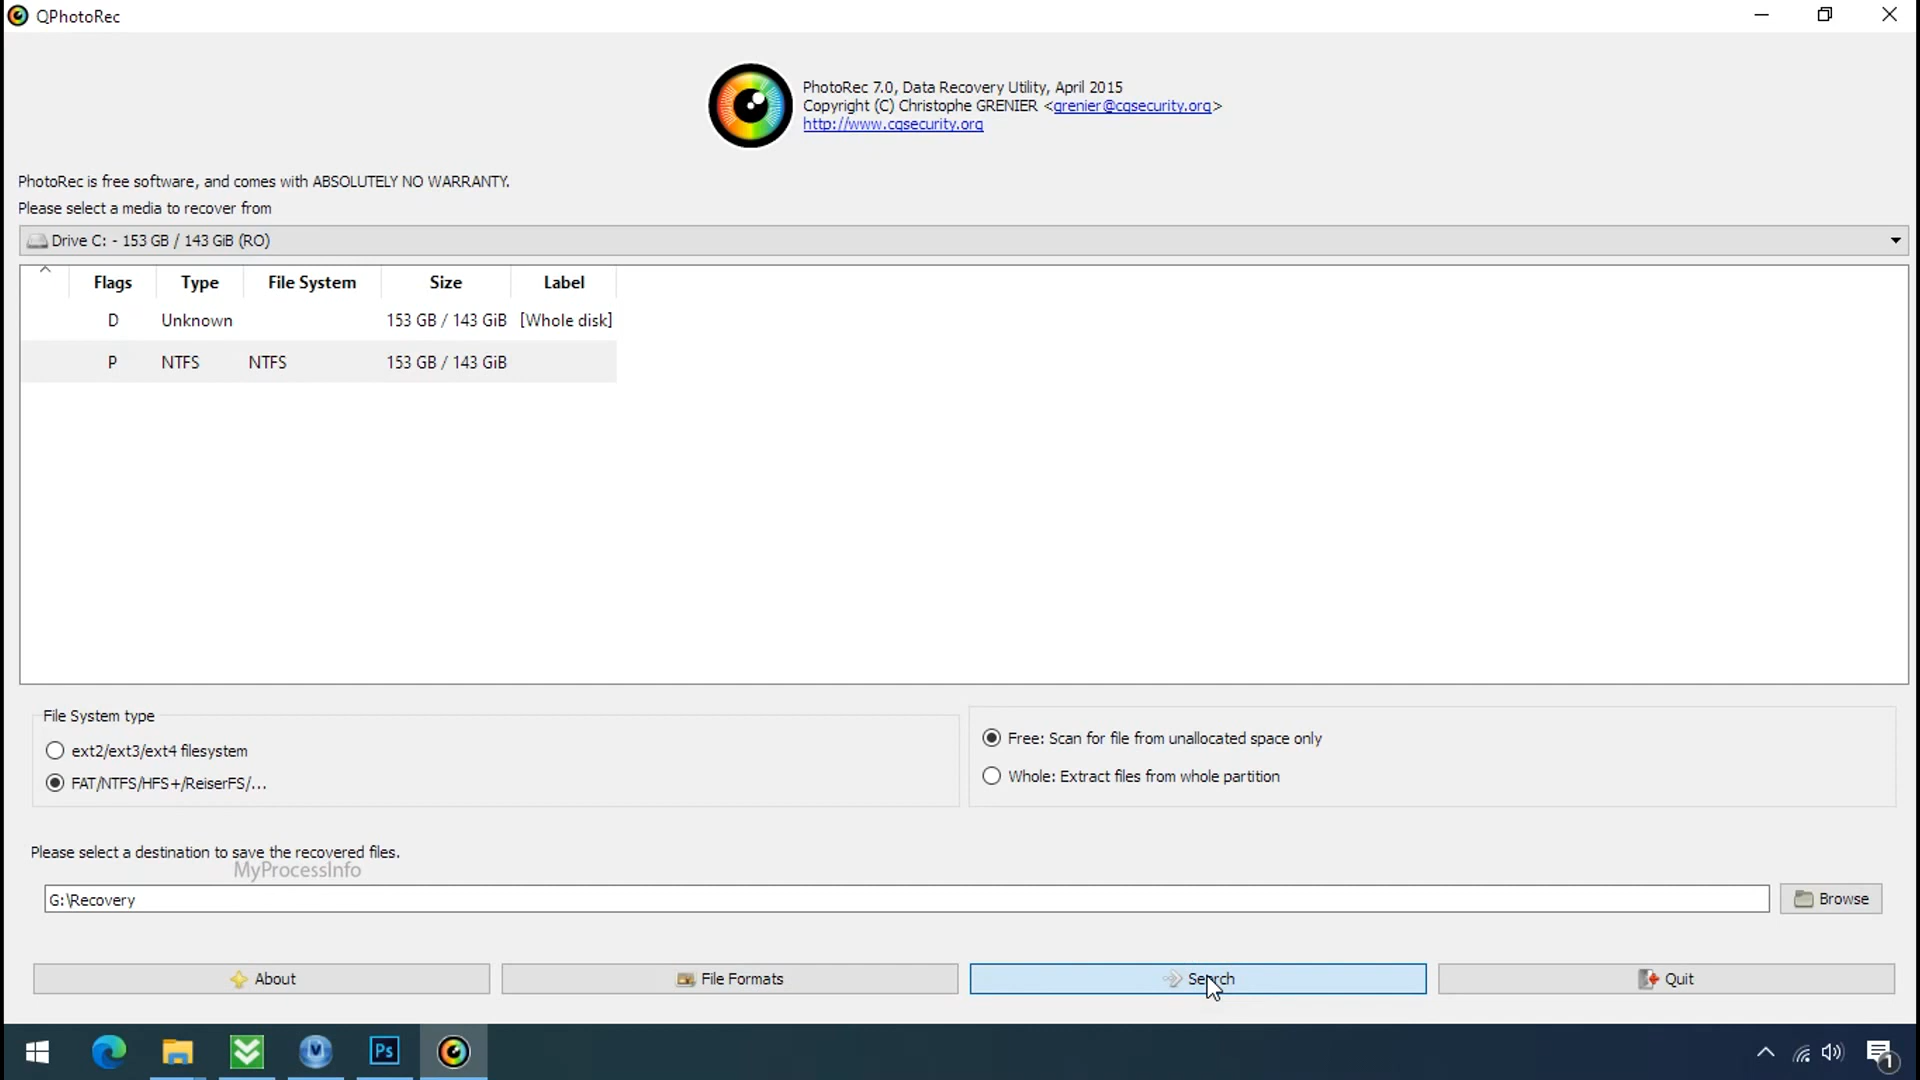 QPhotoRec
PhotoRec 7.0, Data Recovery Utility, April 2015
Copyright (C) Christophe GRENIER <grenier@cgsecurity.org>
http://www.cgsecurity.org
PhotoRec is free software, and comes with ABSOLUTELY NO WARRANTY.
Please select a media to recover from
Drive C: - 153 GB / 143 GiB (RO)
Flags Type File System Size Label
D Unknown 153 GB / 143 GiB [Whole disk]
P NTFS NTFS 153 GB / 143 GiB
File System type
ext2/ext3/ext4 filesystem
FAT/NTFS/HFS+/ReiserFS/...
Free: Scan for file from unallocated space only
Whole: Extract files from whole partition
Please select a destination to save the recovered files.
MyProcessInfo
G:\Recovery
Browse
About File Formats Search Quit
Ps
1